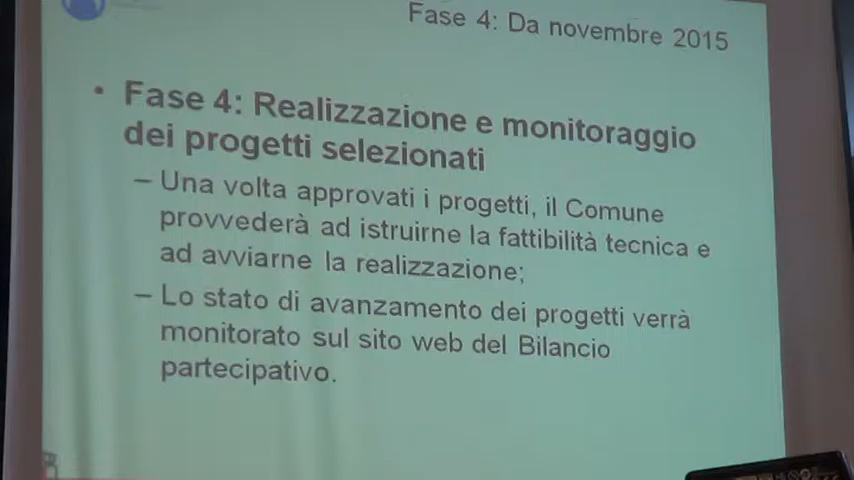 Fase 4: Da novembre 2015
• Fase 4: Realizzazione e monitoraggio
dei progetti selezionati
– Una volta approvati i progetti, il Comune
provvederà ad istruirne la fattibilità tecnica e
ad avviarne la realizzazione;
– Lo stato di avanzamento dei progetti verrà
monitorato sul sito web del Bilancio
partecipativo.